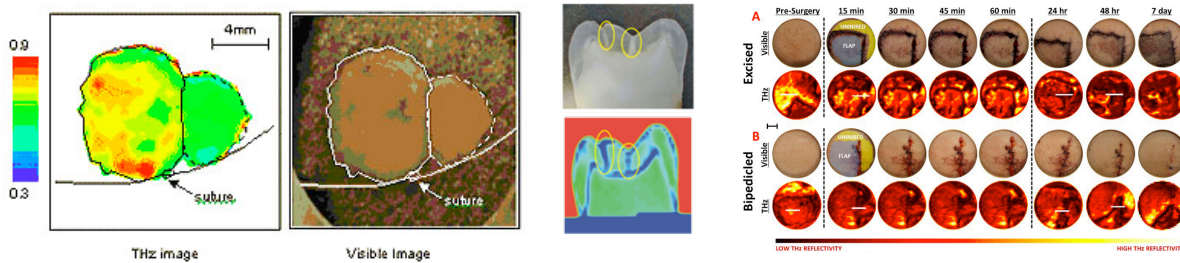 0.9
0.3
4mm
suture
THz image
suture
Visible Image
A
Pre-Surgery
15 min
30 min
45 min
60 min
24 hr
48 hr
7 day
Excised
Visible
UNINJURED
FLAP
THz
B
Bipedicled
Visible
UNINJURED
FLAP
THz
LOW THz REFLECTIVITY
HIGH THz REFLECTIVITY